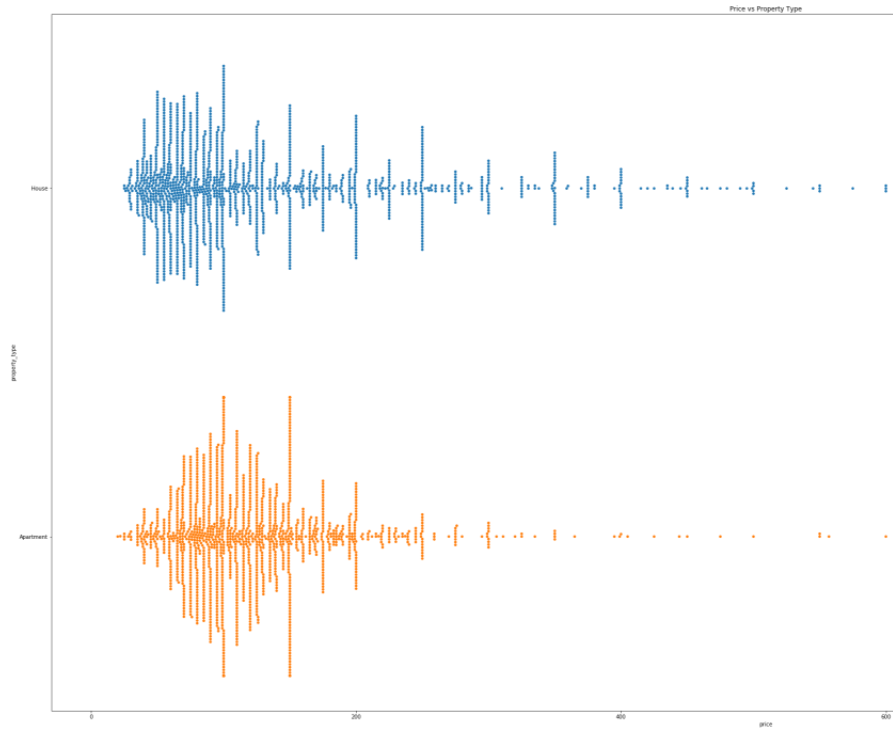 Price vs Property Type
House
property_type
Apartment
0
200
400
600
price